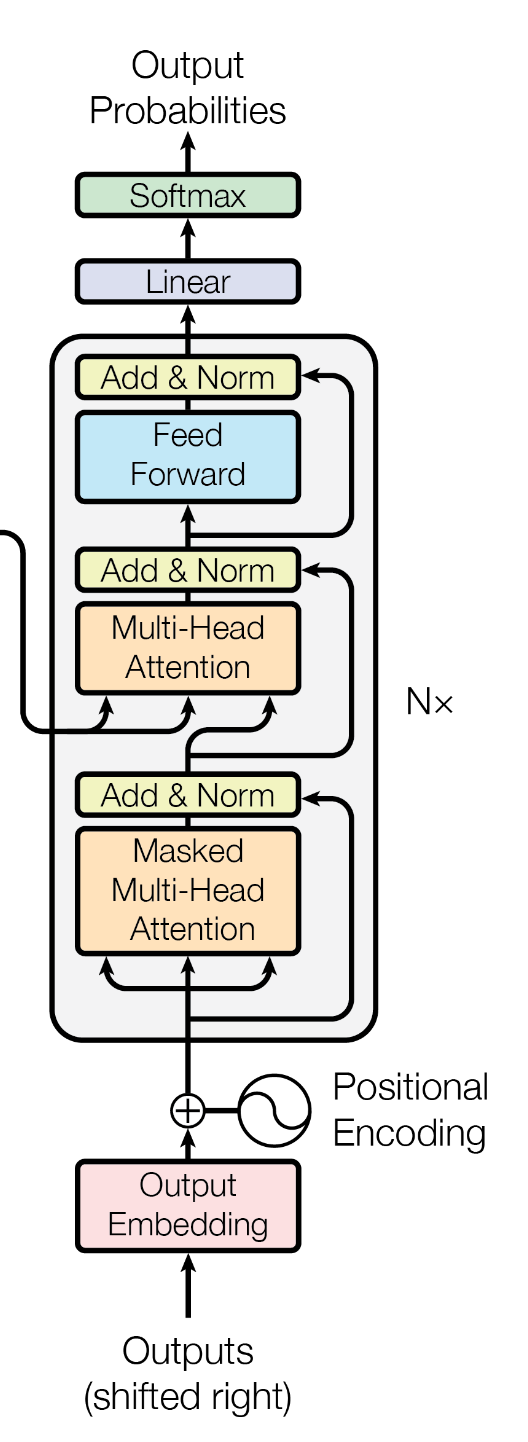 Output
Probabilities
Softmax
Linear
Add & Norm
Feed
Forward
Add & Norm
Multi-Head
Attention
N×
Add & Norm
Masked
Multi-Head
Attention
Positional
Encoding
Output
Embedding
Outputs
(shifted right)